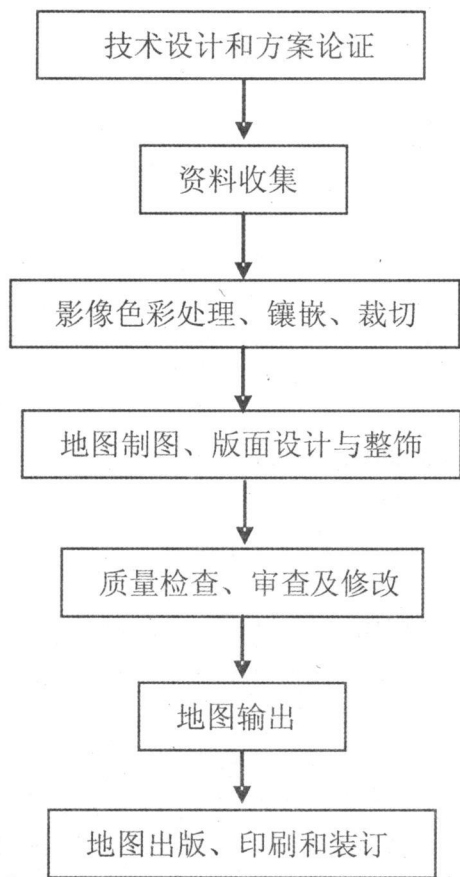 技术设计和方案论证
资料收集
影像色彩处理、镶嵌、裁切
地图制图、版面设计与整饰
质量检查、审查及修改
地图输出
地图出版、印刷和装订